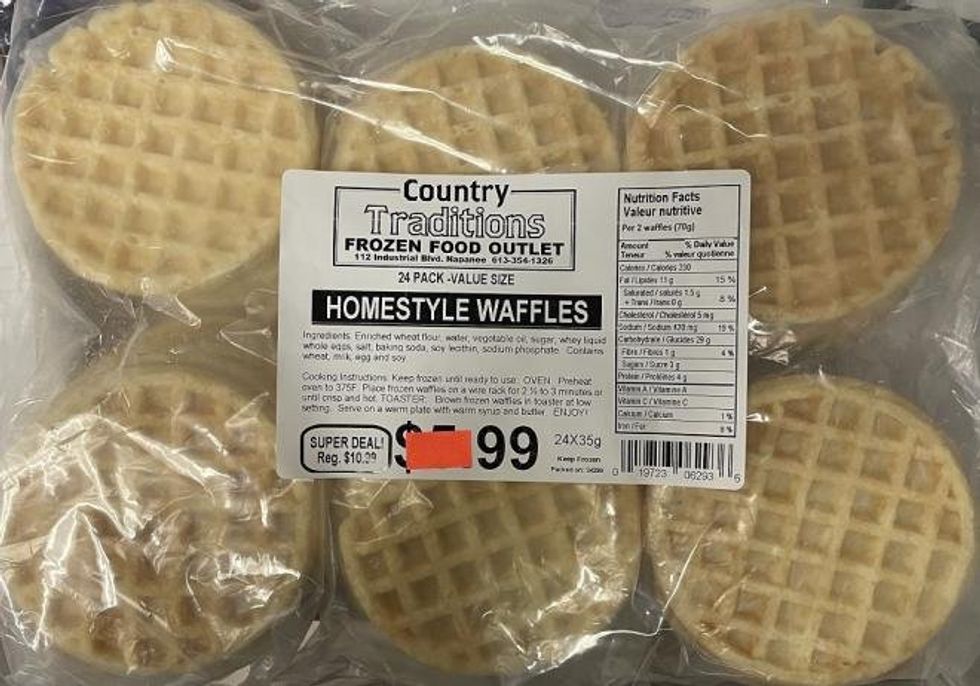 Country
Traditions
FROZEN FOOD OUTLET
112 Industrial Blvd. Napanee 613-354-1326
24 PACK -VALUE SIZE
HOMESTYLE WAFFLES
Ingredients: Enriched wheat flour, water, vegetable oil, sugar, whey liquid
whole eggs, salt, baking soda, soy lecithin, sodium phosphate. Contains
wheat, milk, egg and soy
Cooking Instructions: Keep frozen until ready to use: OVEN: Preheat
oven to 375F. Place frozen waffles on a wire rack for 2 ½ to 3 minutes or
until crisp and hot. TOASTER: Brown frozen waffles in toaster at low
setting. Serve on a warm plate with warm syrup and butter. ENJOY!
SUPER DEAL!
Reg. $10.99
$ .99
24X35g
Keep Frozen
Packed on:
Nutrition Facts
Valeur nutritive
Per 2 waffles (70g)
Amount % Daily Value
Teneur % valeur quotienne
Calories / Calories 230
Fat / Lipides 11 g 15 %
Saturated / saturés 1.5 g
+ Trans / trans 0 g 8 %
Cholesterol / Cholésterol 5 mg
Sodium / Sodium 470 mg 19 %
Carbohydrate / Glucides 29 g
Fibre / Fibres 1 g 4 %
Sugars / Sucre 3 g
Protein / Protéines 4 g
Vitamin A / Vitamine A
Vitamin C / Vitamine C
Calcium / Calcium 1 %
Iron / Fer 8 %
0 19723 06293 6